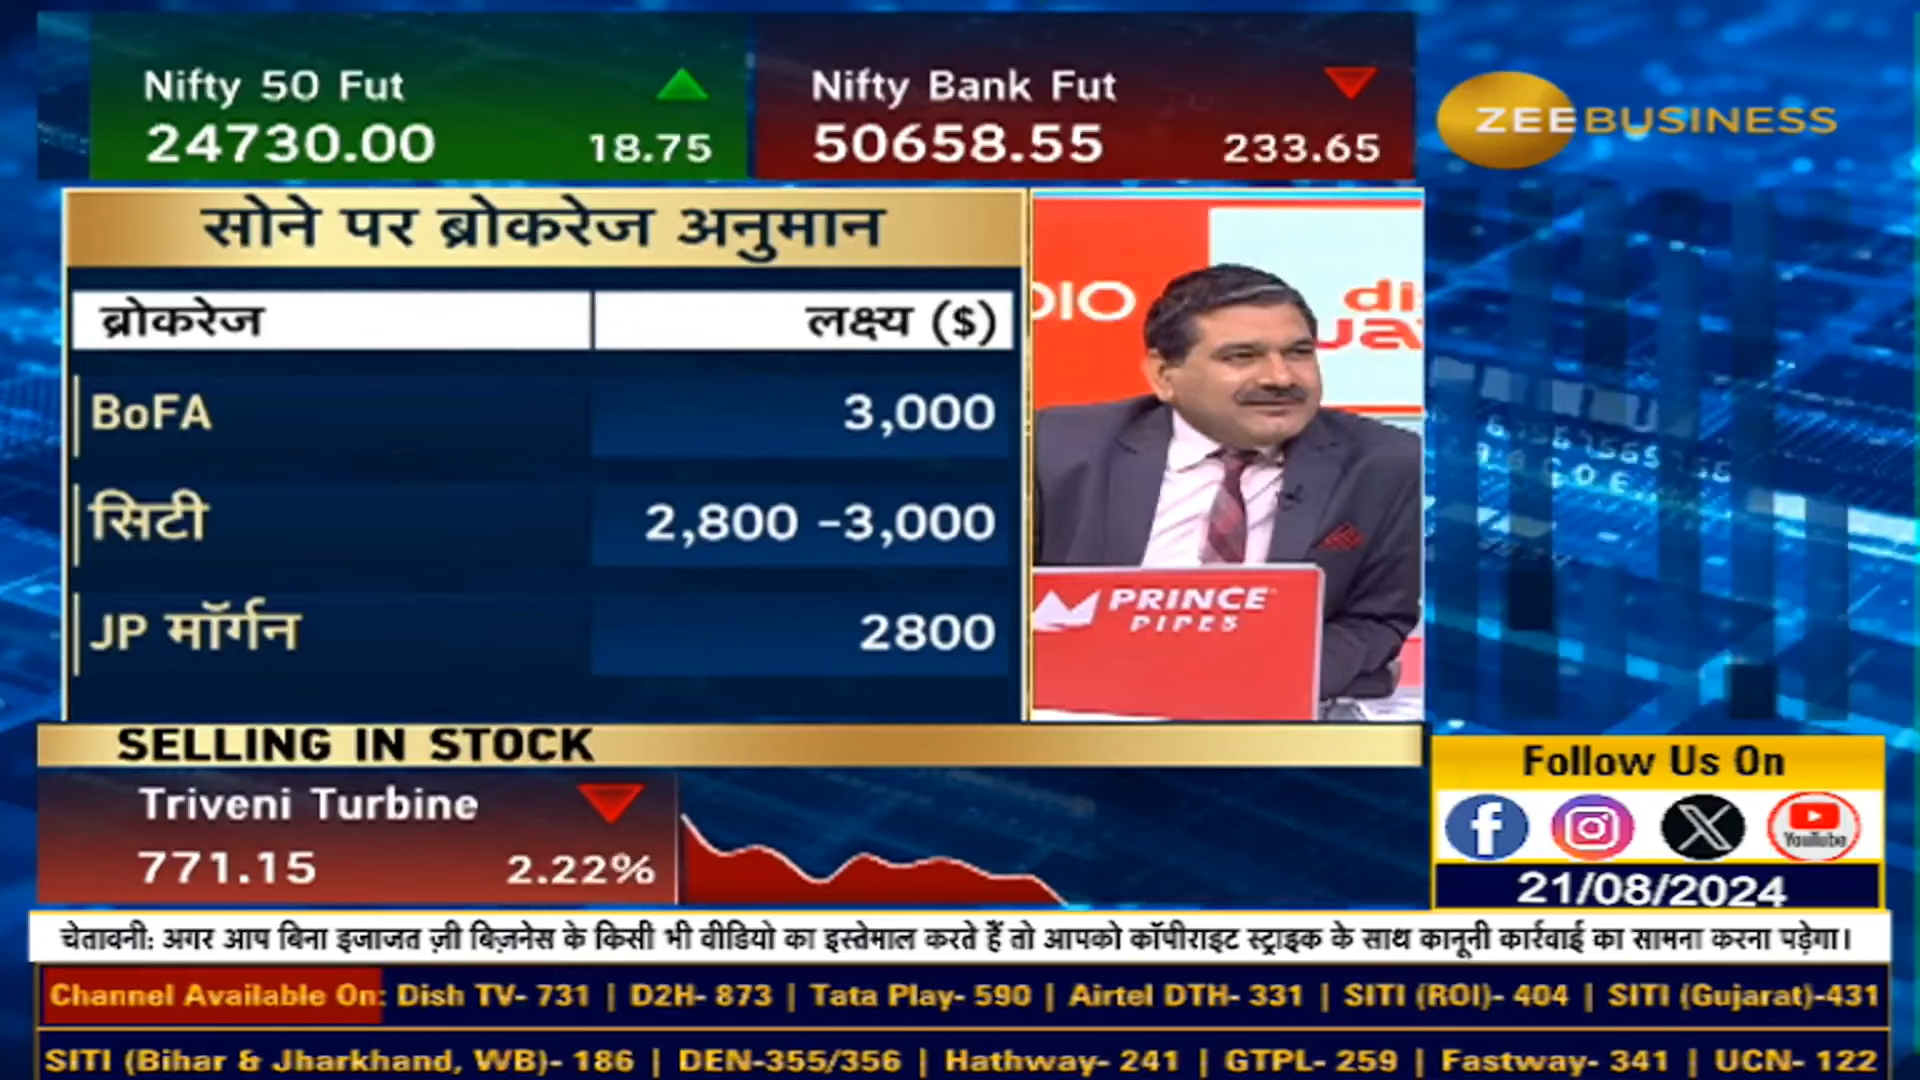 Nifty 50 Fut
24730.00 18.75
Nifty Bank Fut
50658.55 233.65
ZEEBUSINESS
सोने पर ब्रोकरेज अनुमान
ब्रोकरेज लक्ष्य ($)
BoFA 3,000
सिटी 2,800 -3,000
JP मॉर्गन 2800
PRINCE
PIPES
SELLING IN STOCK
Triveni Turbine
771.15 2.22%
Follow Us On
YouTube
21/08/2024
चेतावनी: अगर आप बिना इजाजत ज़ी बिज़नेस के किसी भी वीडियो का इस्तेमाल करते हैं तो आपको कॉपीराइट स्ट्राइक के साथ कानूनी कार्रवाई का सामना करना पड़ेगा।
Channel Available On: Dish TV- 731 | D2H- 873 | Tata Play- 590 | Airtel DTH- 331 | SITI (ROI)- 404 | SITI (Gujarat)-431
SITI (Bihar & Jharkhand, WB)- 186 | DEN-355/356 | Hathway- 241 | GTPL- 259 | Fastway- 341 | UCN- 122